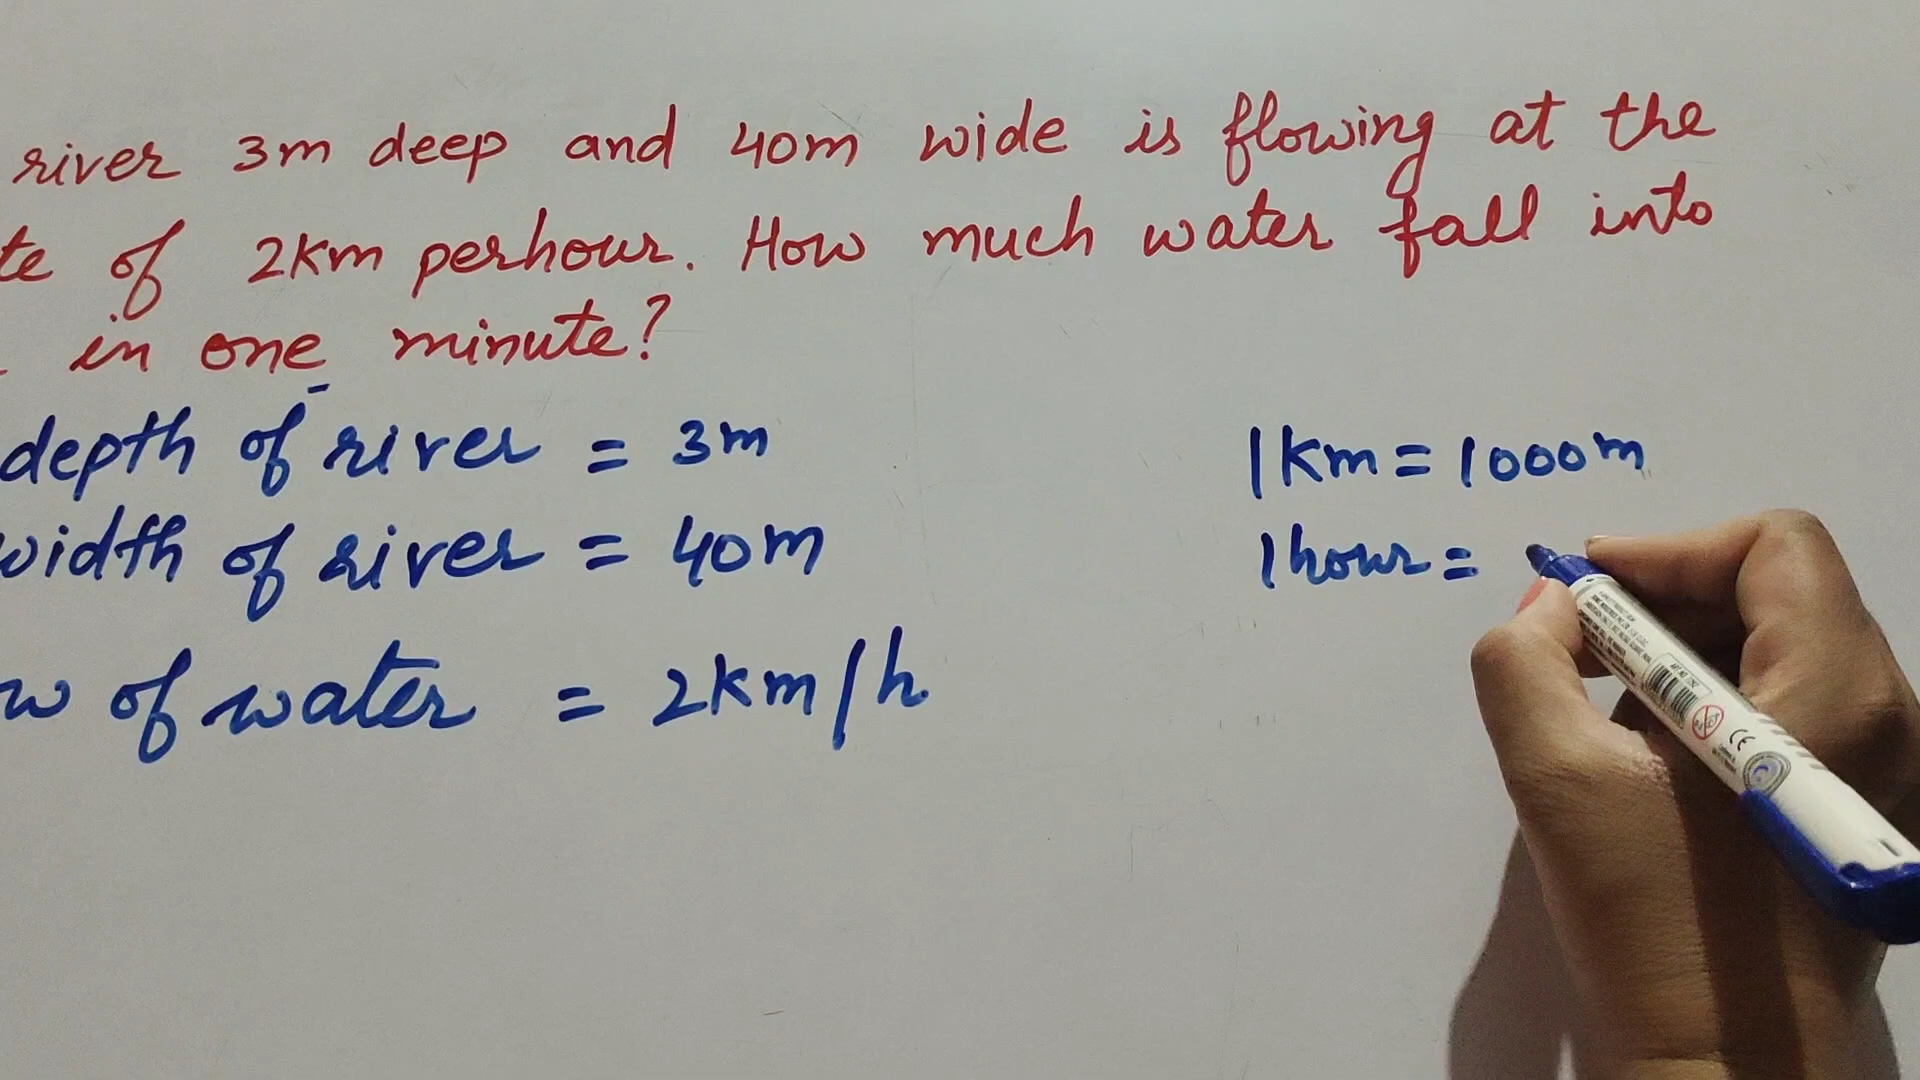 river 3m deep and 40m wide is flowing at the
te of 2km perhour. How much water fall into
in one minute?
depth of river = 3m
width of river = 40m
w of water = 2km/h
1km = 1000m
1hour =
CE